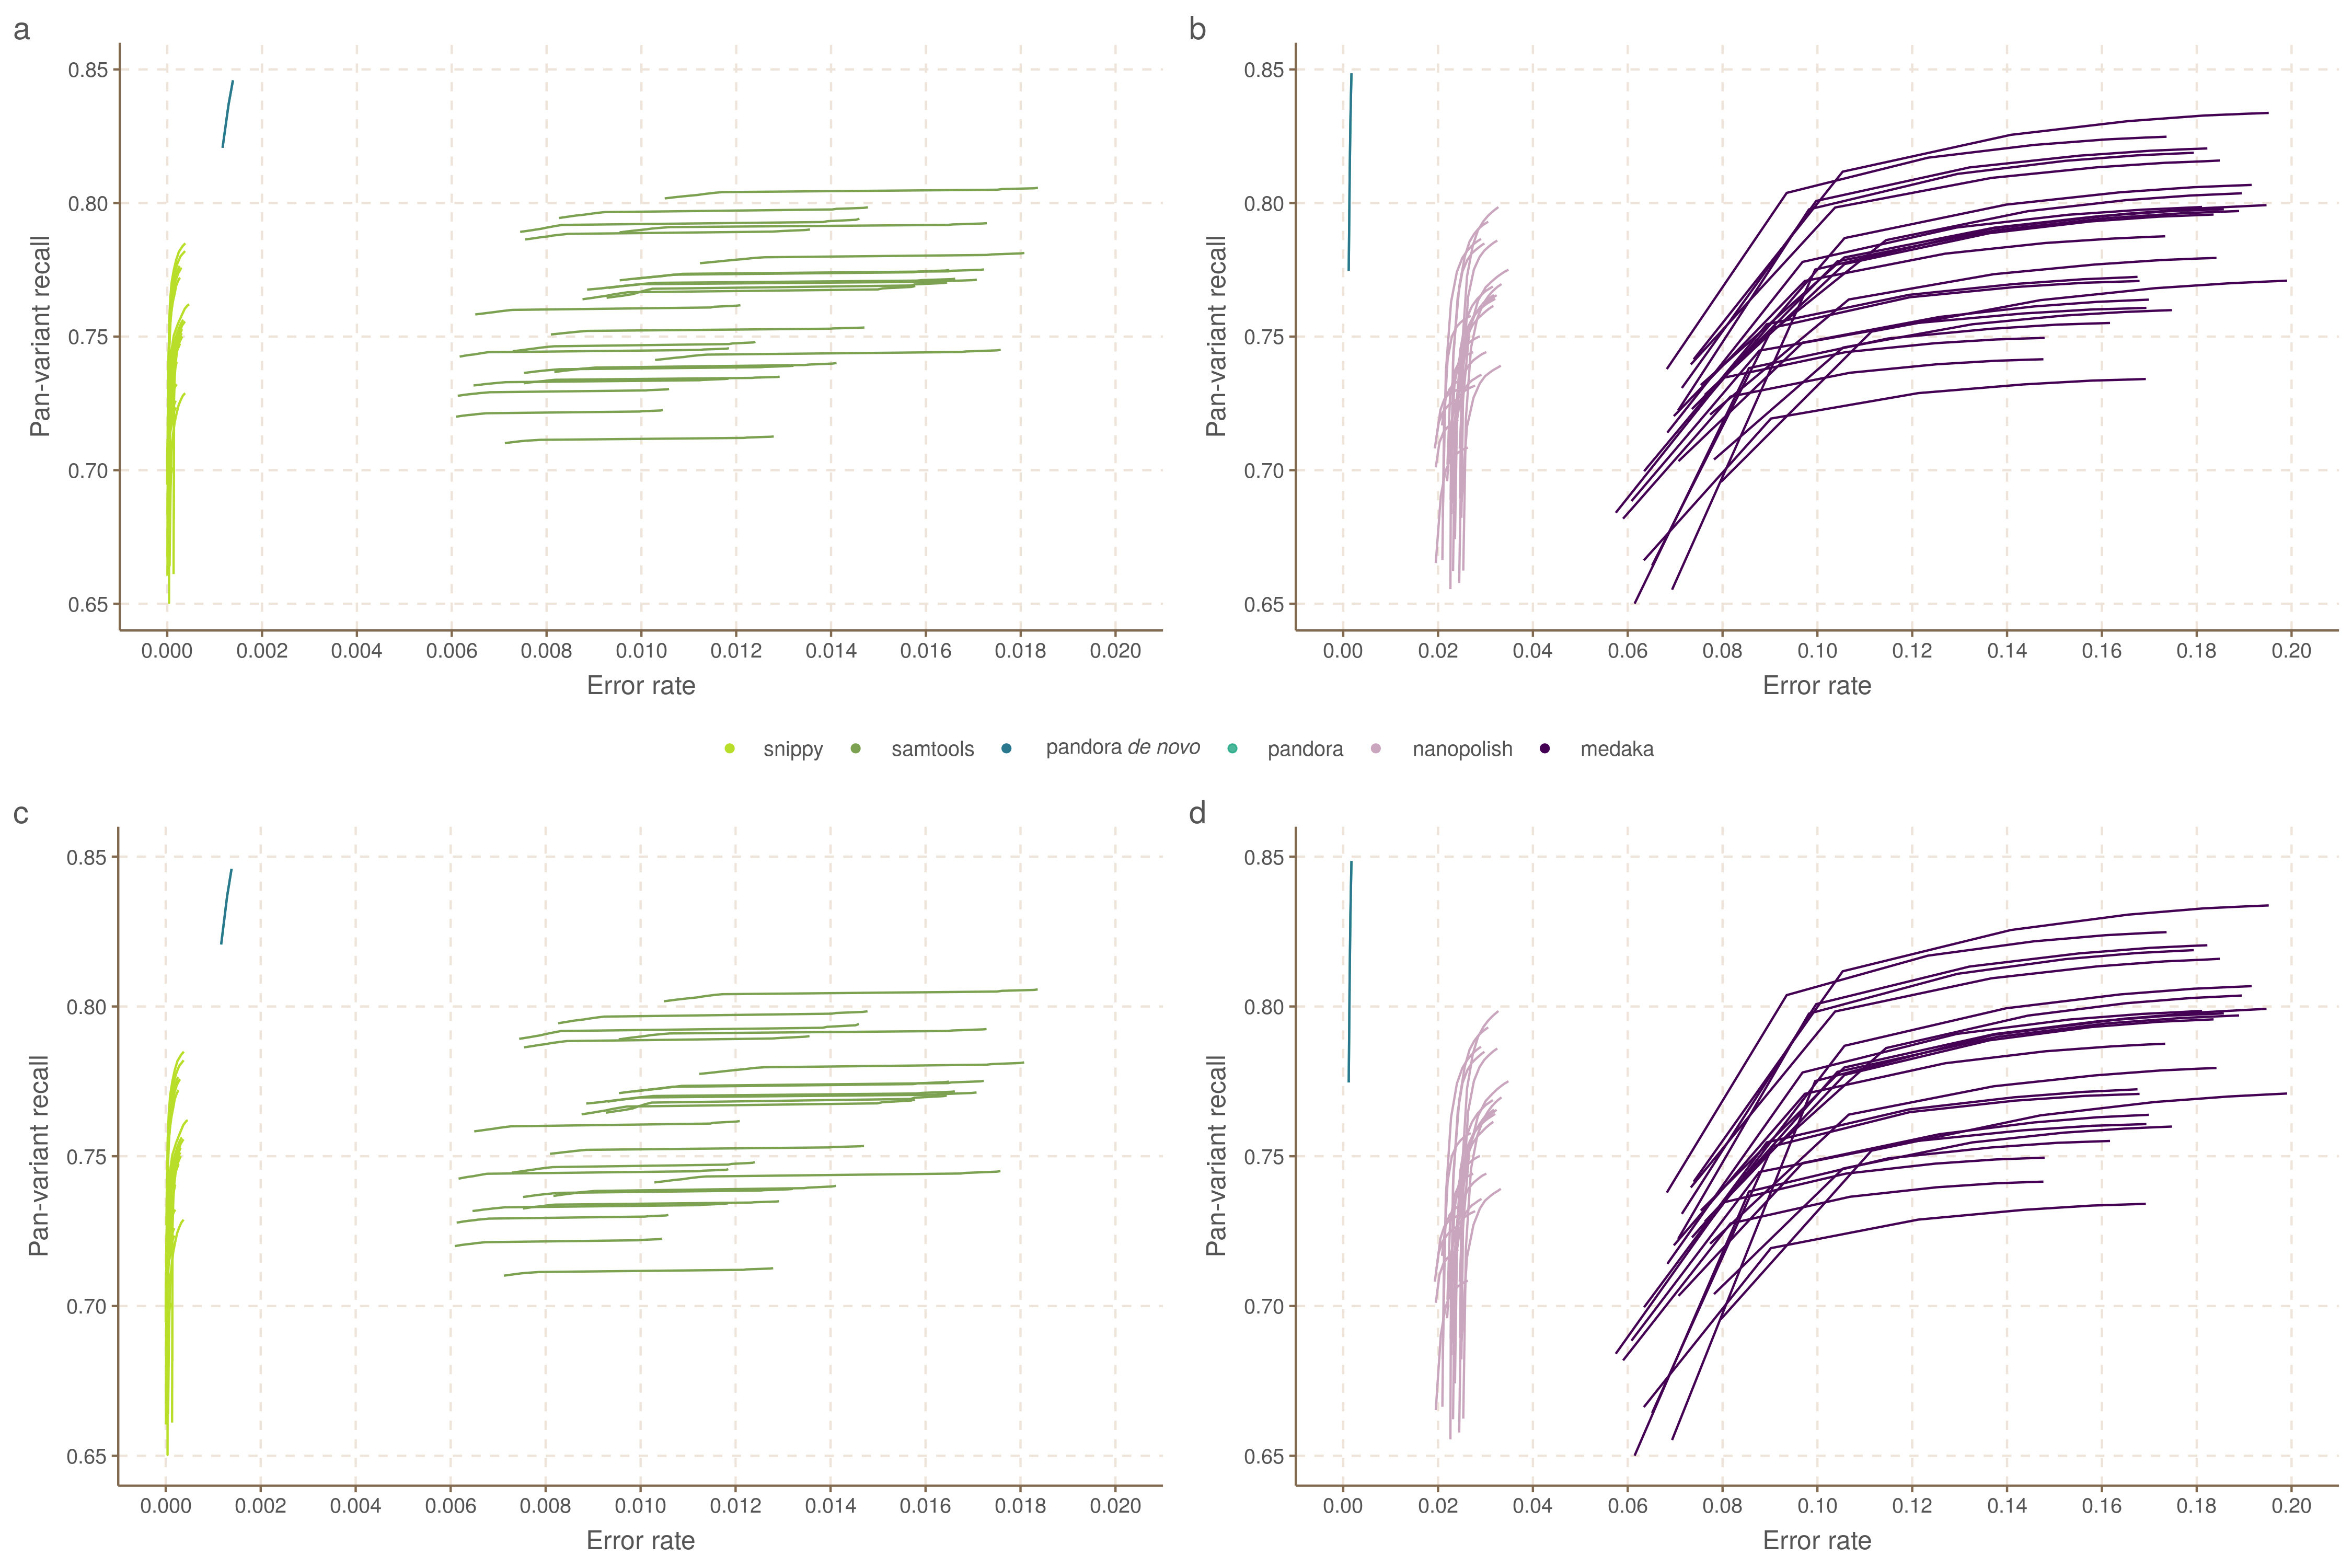 a
b
0.85
0.80
0.75
0.70
0.65
Pan-variant recall
0.000 0.002 0.004 0.006 0.008 0.010 0.012 0.014 0.016 0.018 0.020
Error rate
0.85
0.80
0.75
0.70
0.65
Pan-variant recall
0.00 0.02 0.04 0.06 0.08 0.10 0.12 0.14 0.16 0.18 0.20
Error rate
snippy samtools pandora de novo pandora nanopolish medaka
c
d
0.85
0.80
0.75
0.70
0.65
Pan-variant recall
0.000 0.002 0.004 0.006 0.008 0.010 0.012 0.014 0.016 0.018 0.020
Error rate
0.85
0.80
0.75
0.70
0.65
Pan-variant recall
0.00 0.02 0.04 0.06 0.08 0.10 0.12 0.14 0.16 0.18 0.20
Error rate